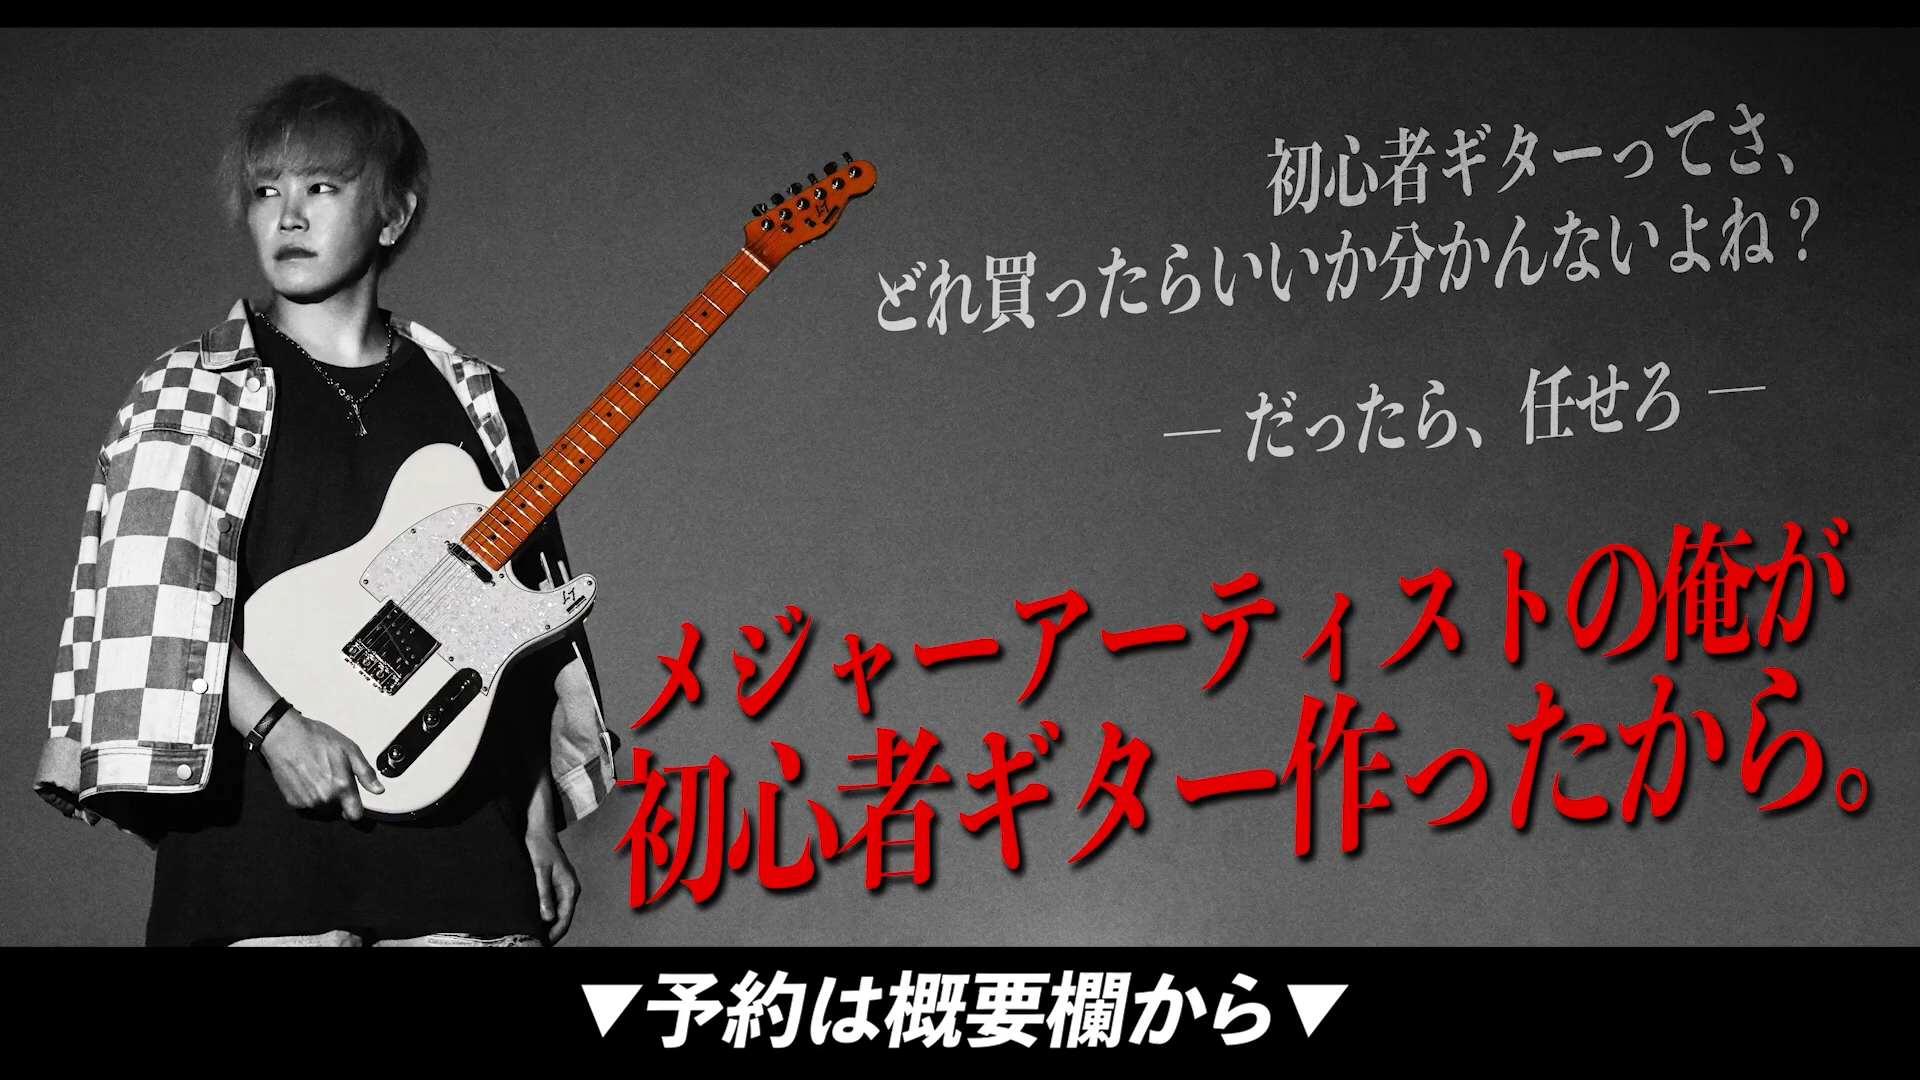 初心者ギターってさ、
どれ買ったらいいか分かんないよね？
― だったら、任せろ ―
メジャーアーティストの俺が
初心者ギター作ったから。
▼予約は概要欄から▼